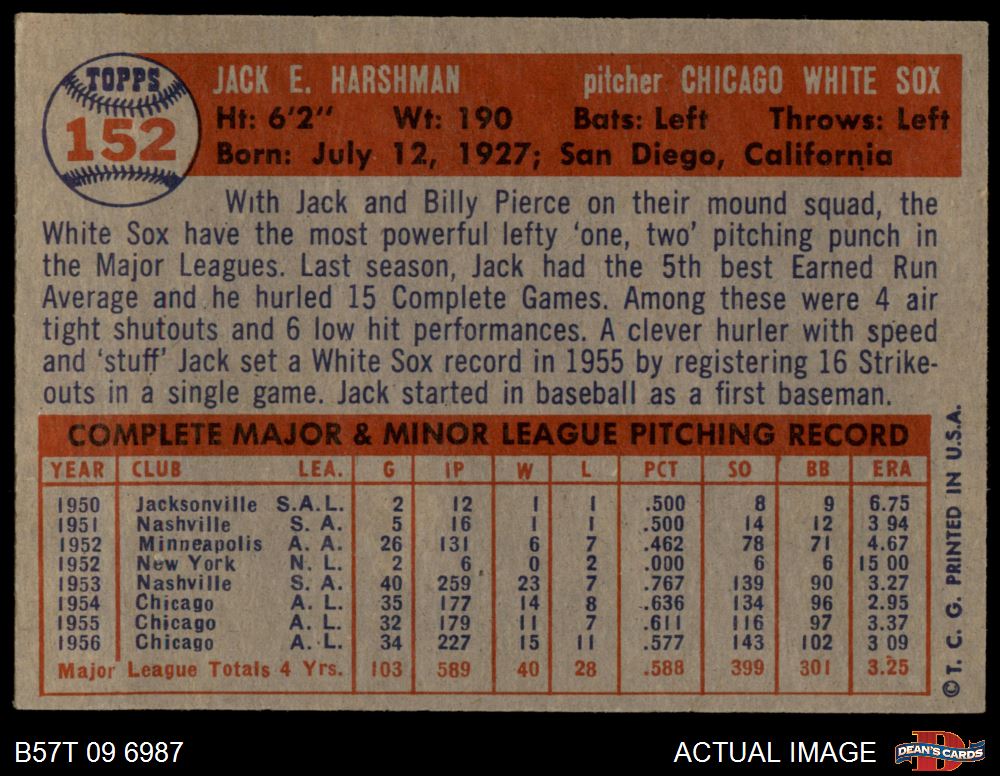 TOPPS
152
JACK E. HARSHMAN pitcher CHICAGO WHITE SOX
Ht: 6'2" Wt: 190 Bats: Left Throws: Left
Born: July 12, 1927; San Diego, California
With Jack and Billy Pierce on their mound squad, the
White Sox have the most powerful lefty 'one, two' pitching punch in
the Major Leagues. Last season, Jack had the 5th best Earned Run
Average and he hurled 15 Complete Games. Among these were 4 air
tight shutouts and 6 low hit performances. A clever hurler with speed
and 'stuff' Jack set a White Sox record in 1955 by registering 16 Strike-
outs in a single game. Jack started in baseball as a first baseman.
COMPLETE MAJOR & MINOR LEAGUE PITCHING RECORD
YEAR CLUB LEA. G IP W L PCT SO BB ERA
1950 Jacksonville S.A.L. 2 12 1 1 .500 8 9 6.75
1951 Nashville S. A. 5 16 1 1 .500 14 12 3 94
1952 Minneapolis A. A. 26 131 6 7 .462 78 71 4.67
1952 New York N. L. 2 6 0 2 .000 6 6 15 00
1953 Nashville S. A. 40 259 23 7 .767 139 90 3.27
1954 Chicago A. L. 35 177 14 8 .636 134 96 2.95
1955 Chicago A. L. 32 179 11 7 .611 116 97 3.37
1956 Chicago A. L. 34 227 15 11 .577 143 102 3 09
Major League Totals 4 Yrs. 103 589 40 28 .588 399 301 3.25
© T. C. G. PRINTED IN U.S.A.
B57T 09 6987 ACTUAL IMAGE
DEAN'S CARDS